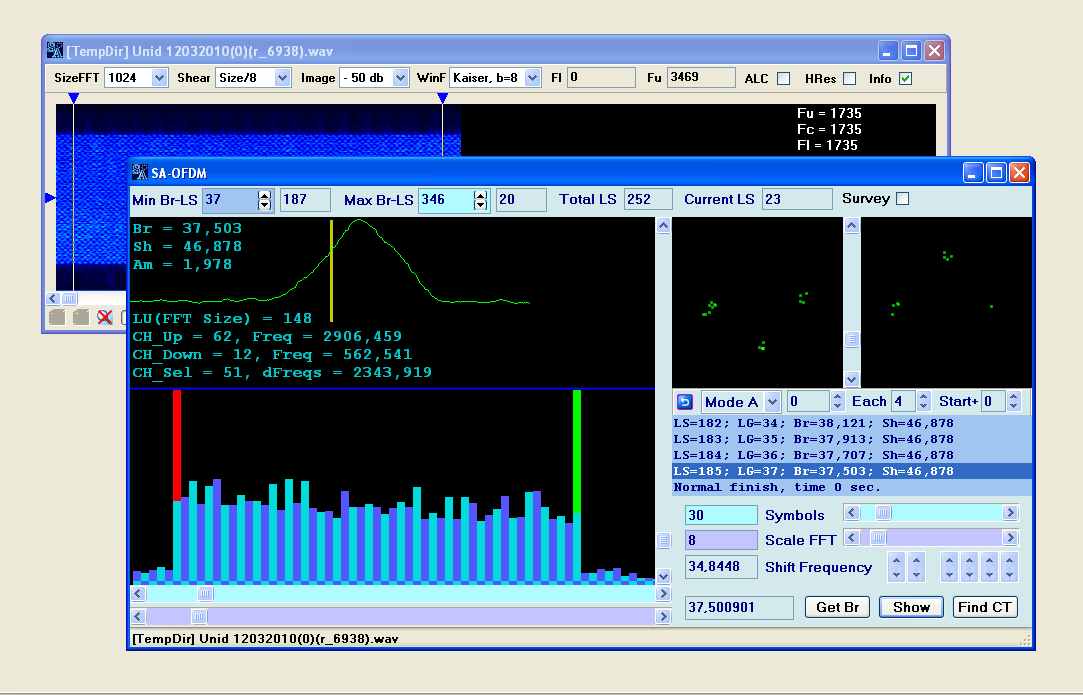 [TempDir] Unid 12032010(0)(r_6938).wav
SizeFFT 1024 Shear Size/8 Image - 50 db WinF Kaiser, b=8 Fl 0 Fu 3469 ALC HRes Info
Fu = 1735
Fc = 1735
Fl = 1735
SA-OFDM
Min Br-LS 37 187 Max Br-LS 346 20 Total LS 252 Current LS 23 Survey
Br = 37,503
Sh = 46,878
Am = 1,978
LU(FFT Size) = 148
CH_Up = 62, Freq = 2906,459
CH_Down = 12, Freq = 562,541
CH_Sel = 51, dFreqs = 2343,919
Mode A 0 Each 4 Start+ 0
LS=182; LG=34; Br=38,121; Sh=46,878
LS=183; LG=35; Br=37,913; Sh=46,878
LS=184; LG=36; Br=37,707; Sh=46,878
LS=185; LG=37; Br=37,503; Sh=46,878
Normal finish, time 0 sec.
30 Symbols
8 Scale FFT
34,8448 Shift Frequency
37,500901 Get Br Show Find CT
[TempDir] Unid 12032010(0)(r_6938).wav